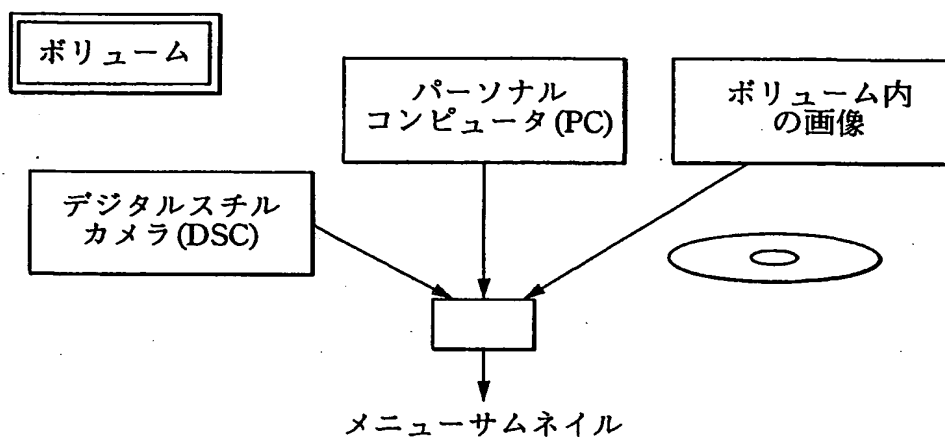 ボリューム
パーソナル
コンピュータ(PC)
ボリューム内
の画像
デジタルスチル
カメラ(DSC)
メニューサムネイル